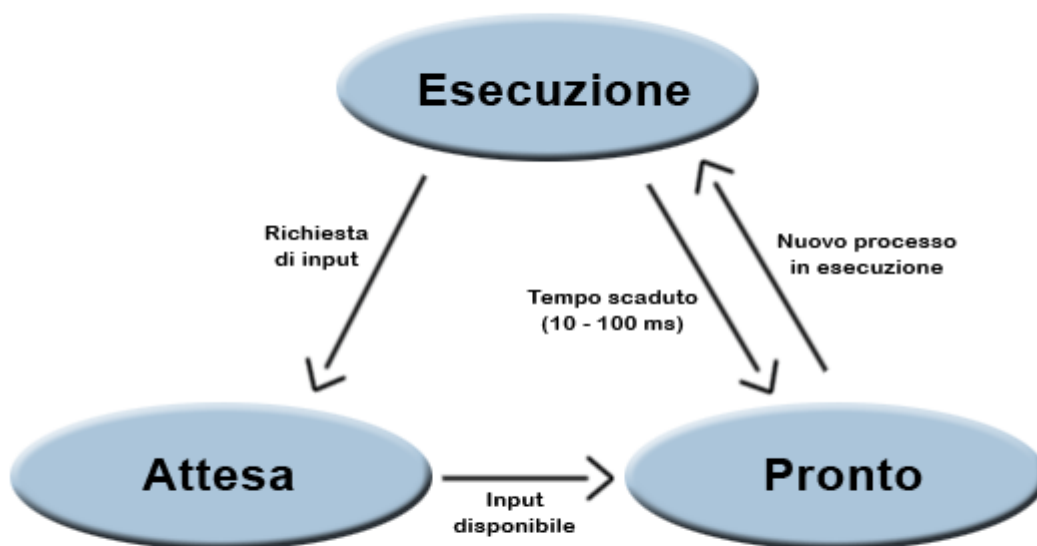 Esecuzione
Richiesta
di input
Nuovo processo
in esecuzione
Tempo scaduto
(10 - 100 ms)
Attesa
Pronto
Input
disponibile